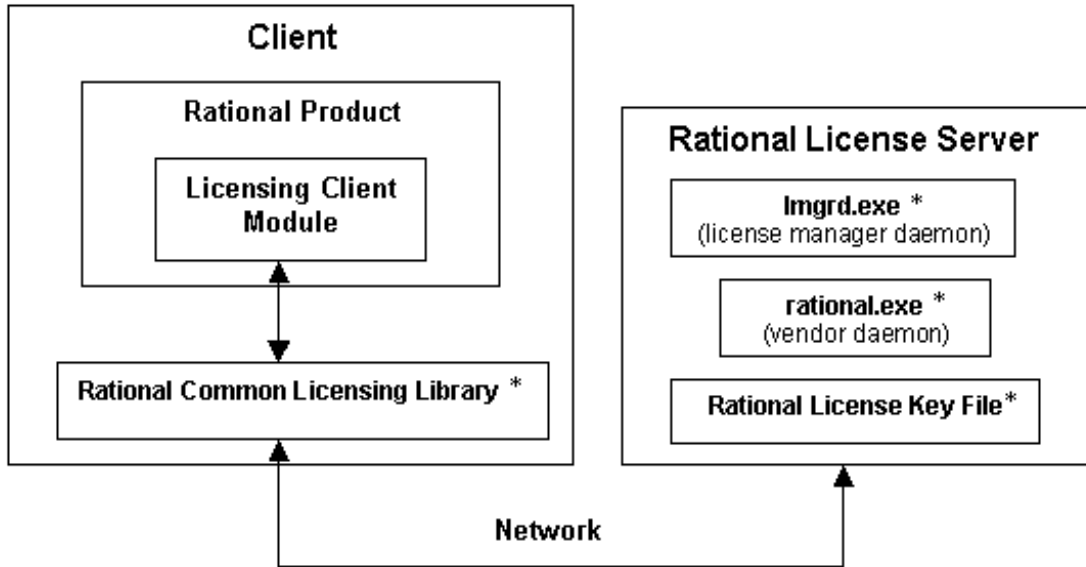 Client
Rational Product
Licensing Client
Module
Rational Common Licensing Library *
Rational License Server
lmgrd.exe *
(license manager daemon)
rational.exe *
(vendor daemon)
Rational License Key File*
Network